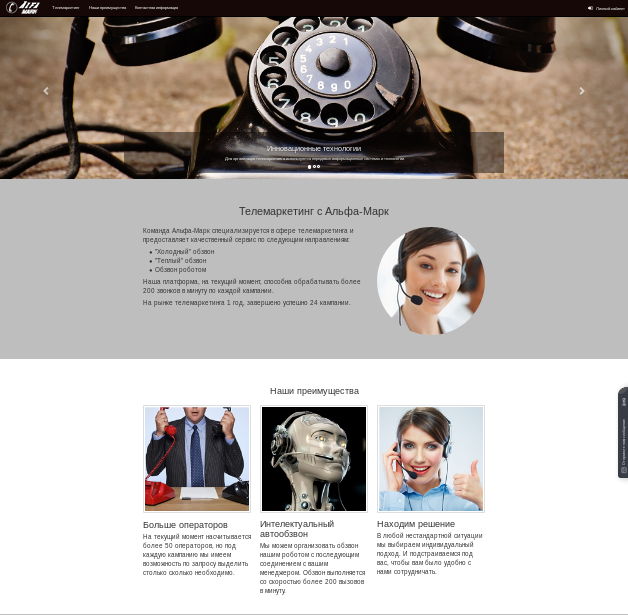 АLFА
МАRК
Телемаркетинг
Наши преимущества
Контактная информация
Личный кабинет
Инновационные технологии
Для организации телемаркетинга используются передовые информационные системы и технологии
Телемаркетинг с Альфа-Марк
Команда Альфа-Марк специализируется в сфере телемаркетинга и
предоставляет качественный сервис по следующим направлениям:
"Холодный" обзвон
"Теплый" обзвон
Обзвон роботом
Наша платформа, на текущий момент, способна обрабатывать более
200 звонков в минуту по каждой кампании.
На рынке телемаркетинга 1 год, завершено успешно 24 кампании.
Наши преимущества
Больше операторов
На текущий момент насчитывается
более 50 операторов, но под
каждую кампанию мы имеем
возможность по запросу выделить
столько сколько необходимо.
Интелектуальный
автообзвон
Мы можем организовать обзвон
нашим роботом с последующим
соединением с вашим
менеджером. Обзвон выполняется
со скоростью более 200 вызовов
в минуту.
Находим решение
В любой нестандартной ситуации
мы выбираем индивидуальный
подход. И подстраиваемся под
вас, чтобы вам было удобно с
нами сотрудничать.